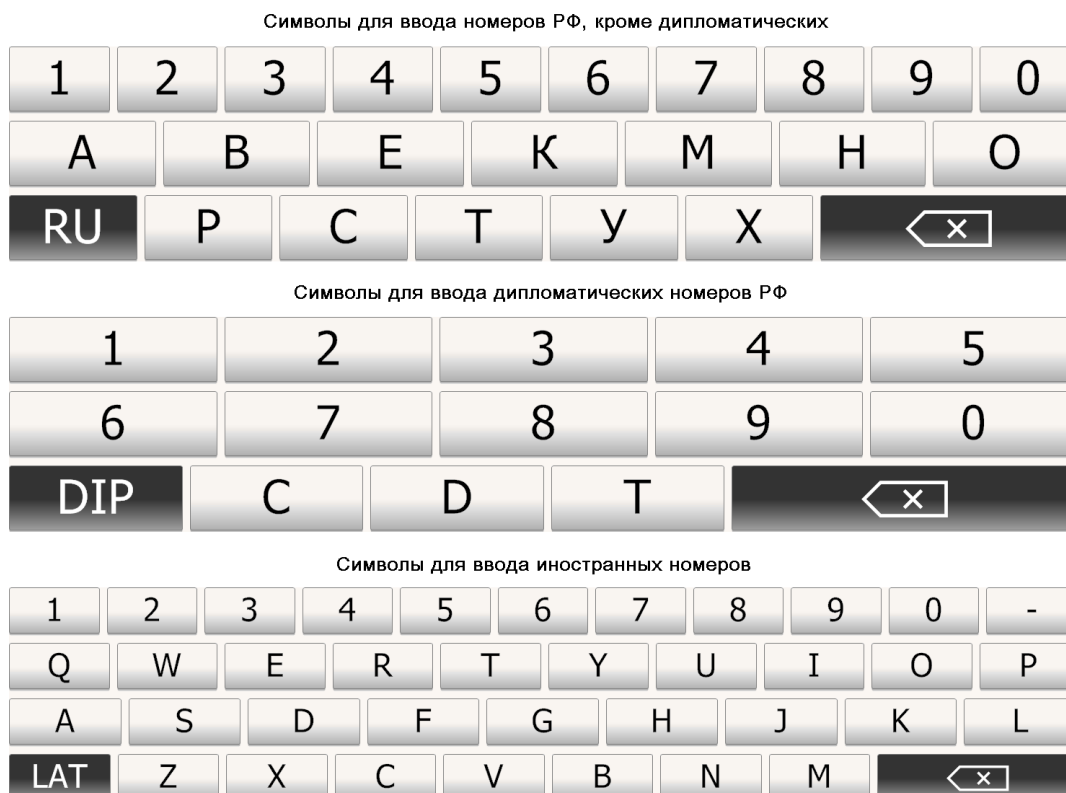 Символы для ввода номеров РФ, кроме дипломатических
1 2 3 4 5 6 7 8 9 0
А В Е К М Н О
RU Р С Т У Х
Символы для ввода дипломатических номеров РФ
1 2 3 4 5
6 7 8 9 0
DIP C D T
Символы для ввода иностранных номеров
1 2 3 4 5 6 7 8 9 0 -
Q W E R T Y U I O P
A S D F G H J K L
LAT Z X C V B N M